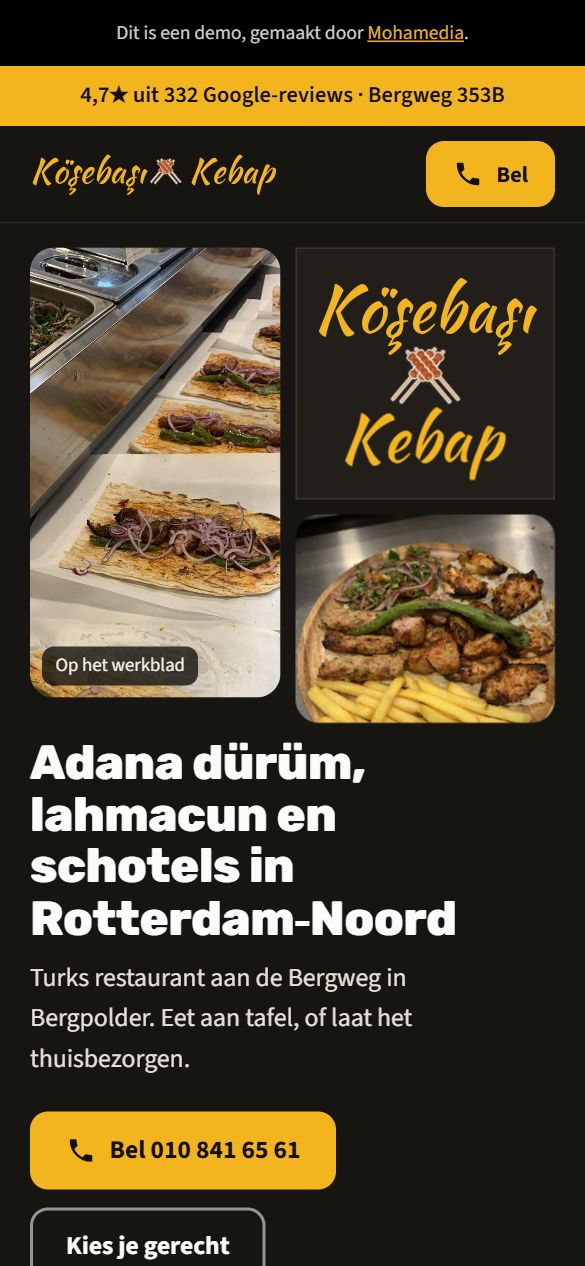 Dit is een demo, gemaakt door Mohamedia.
4,7★ uit 332 Google-reviews · Bergweg 353B
Köşebaşı Kebap
Bel
Köşebaşı
Kebap
Op het werkblad
Adana dürüm,
lahmacun en
schotels in
Rotterdam-Noord
Turks restaurant aan de Bergweg in
Bergpolder. Eet aan tafel, of laat het
thuisbezorgen.
Bel 010 841 65 61
Kies je gerecht